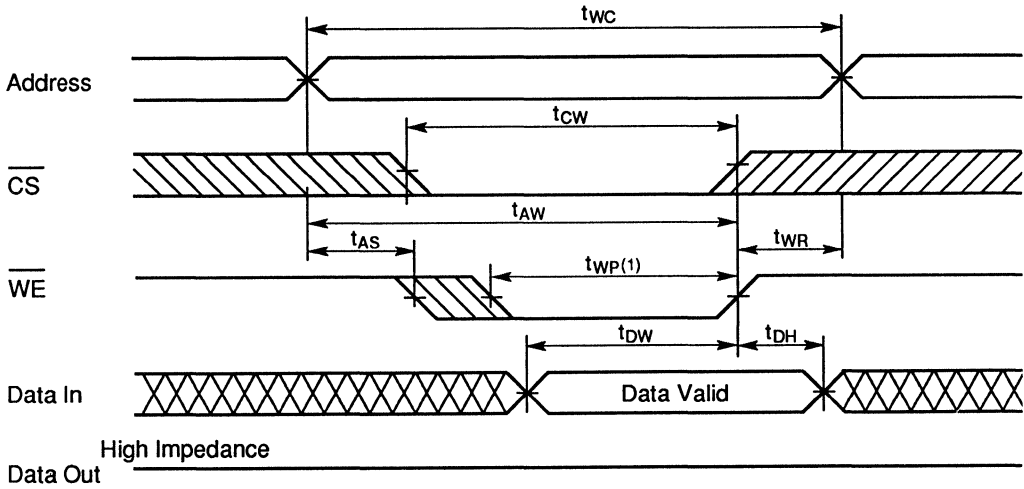 tWC
Address
tCW
CS
tAW
tAS
tWR
WE
tWP(1)
tDW
tDH
Data In
Data Valid
High Impedance
Data Out